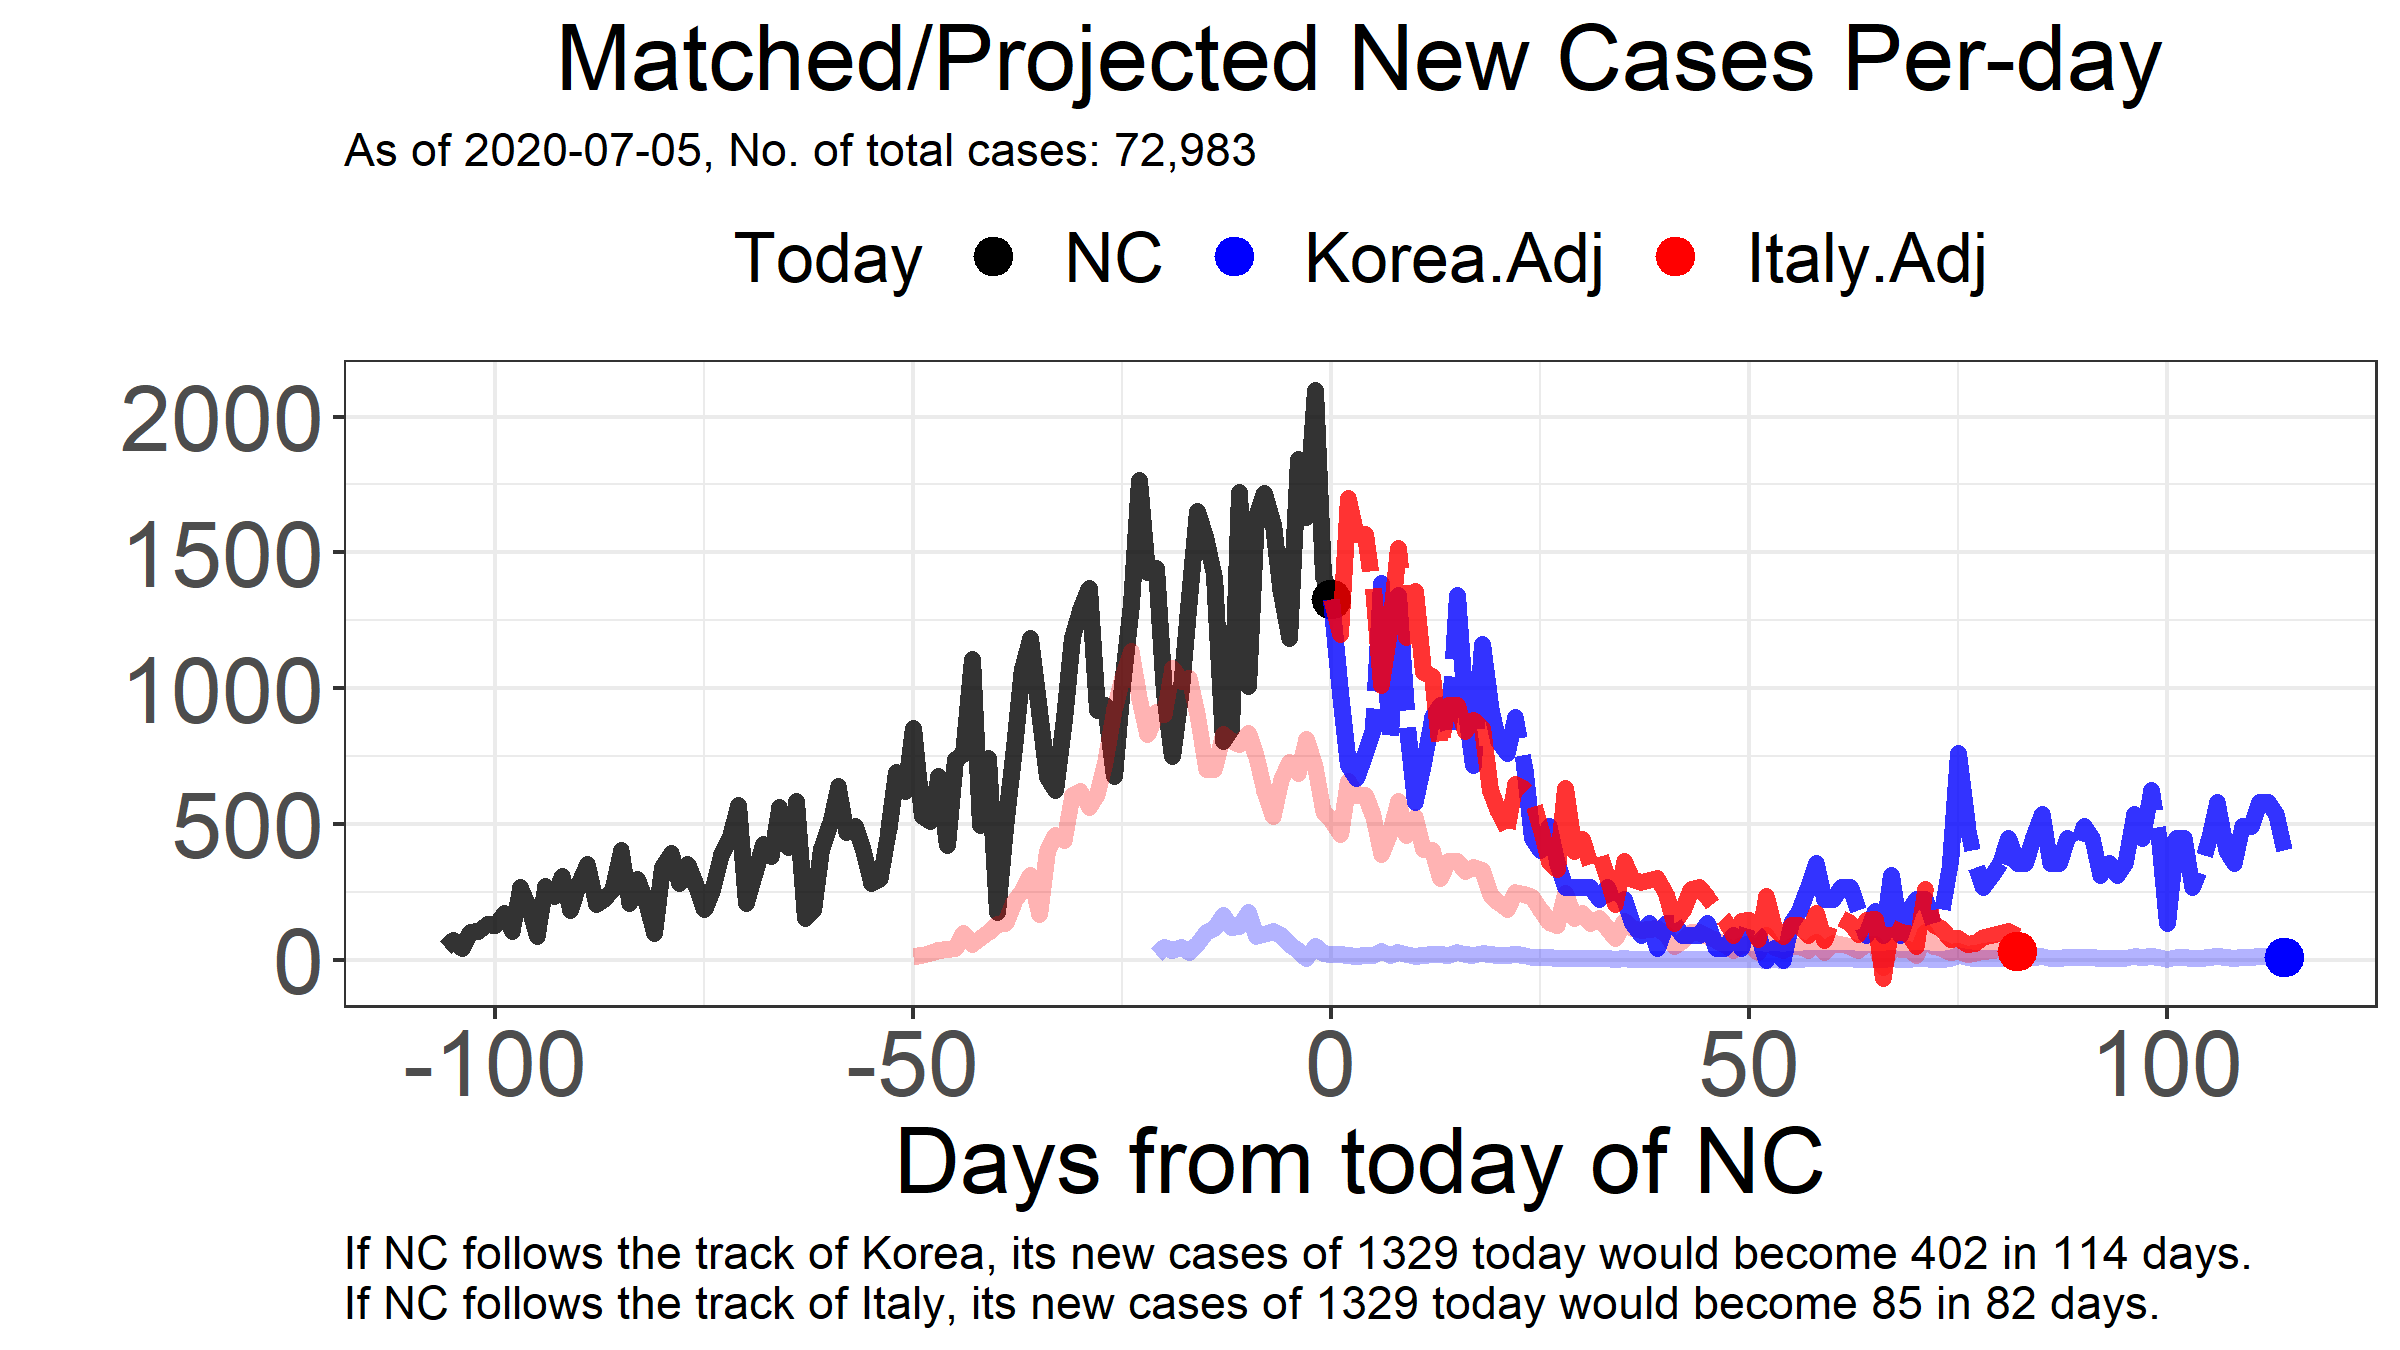 Matched/Projected New Cases Per-day
As of 2020-07-05, No. of total cases: 72,983
Today NC Korea.Adj Italy.Adj
2000
1500
1000
500
0
-100 -50 0 50 100
Days from today of NC
If NC follows the track of Korea, its new cases of 1329 today would become 402 in 114 days.
If NC follows the track of Italy, its new cases of 1329 today would become 85 in 82 days.